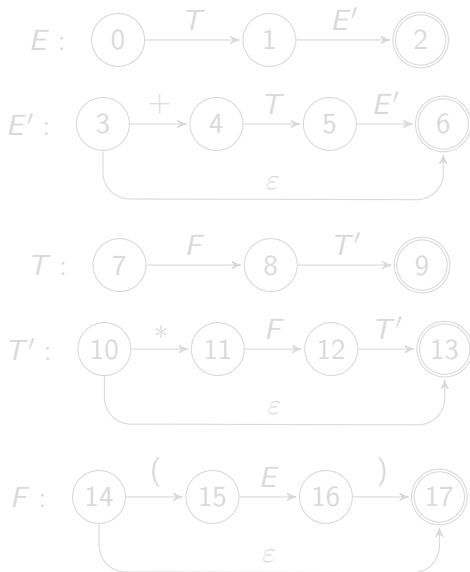 E : 0 T 1 E′ 2
E′ : 3 + 4 T 5 E′ 6
ε
T : 7 F 8 T′ 9
T′ : 10 * 11 F 12 T′ 13
ε
F : 14 ( 15 E 16 ) 17
ε